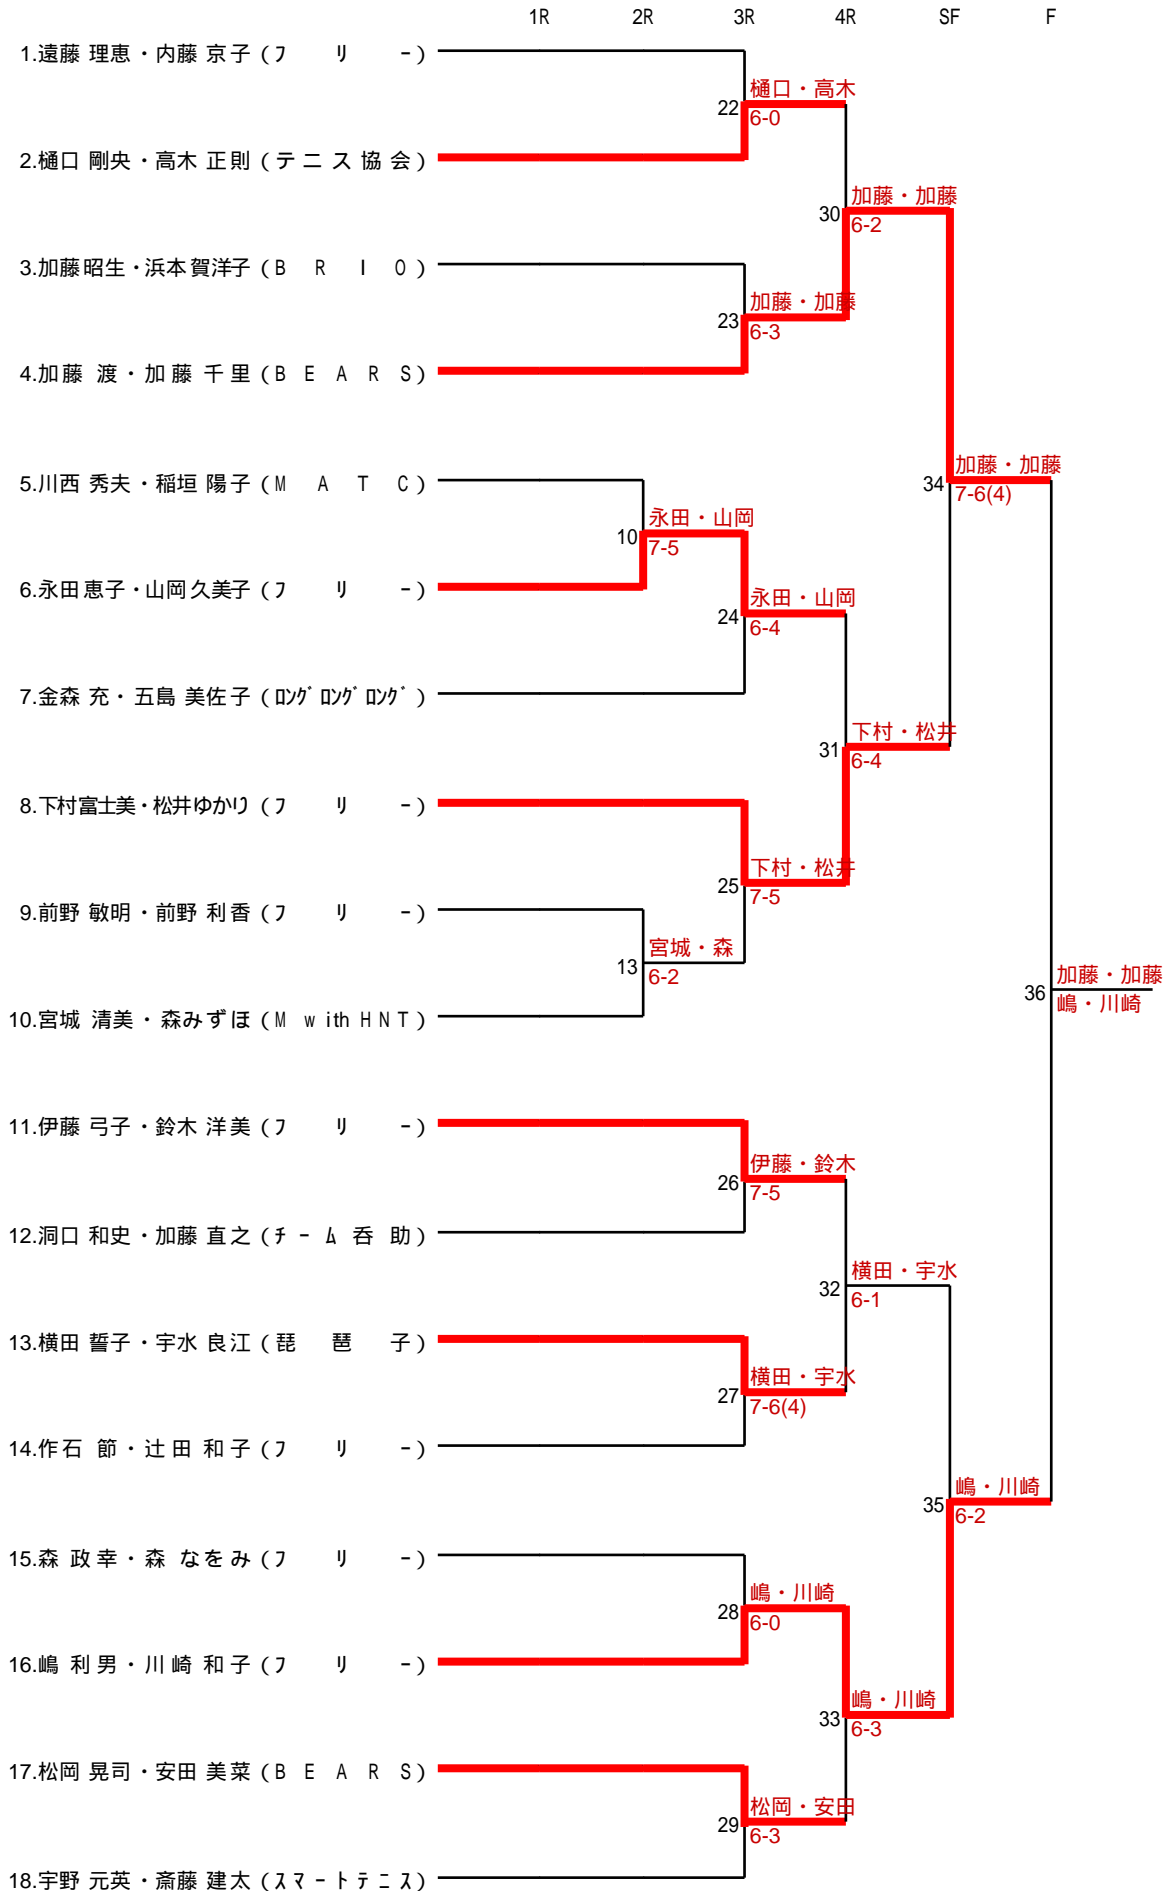 1R 2R 3R 4R SF F
1.遠藤 理恵・内藤 京子 (フ リ ー)
樋口・高木
22
6-0
2.樋口 剛央・高木 正則 (テニス協会)
加藤・加藤
30
6-2
3.加藤昭生・浜本賀洋子 (B R I O)
加藤・加藤
23
6-3
4.加藤 渡・加藤 千里 (B E A R S)
加藤・加藤
5.川西 秀夫・稲垣 陽子 (M A T C)
34
7-6(4)
永田・山岡
10
7-5
6.永田恵子・山岡久美子 (フ リ ー)
永田・山岡
24
6-4
7.金森 充・五島 美佐子 (ロングロングロング)
下村・松井
31
6-4
8.下村富士美・松井ゆかり (フ リ ー)
下村・松井
25
7-5
9.前野 敏明・前野 利香 (フ リ ー)
宮城・森
13
6-2
加藤・加藤
36
嶋・川崎
10.宮城 清美・森みずほ (M with H N T)
11.伊藤 弓子・鈴木 洋美 (フ リ ー)
伊藤・鈴木
26
7-5
12.洞口 和史・加藤 直之 (チーム呑助)
横田・宇水
32
6-1
13.横田 誓子・宇水 良江 (琵 琶 子)
横田・宇水
27
7-6(4)
14.作石 節・辻田 和子 (フ リ ー)
嶋・川崎
35
6-2
15.森 政幸・森 なをみ (フ リ ー)
嶋・川崎
28
6-0
16.嶋 利男・川崎 和子 (フ リ ー)
嶋・川崎
33
6-3
17.松岡 晃司・安田 美菜 (B E A R S)
松岡・安田
29
6-3
18.宇野 元英・斎藤 建太 (スマートテニス)